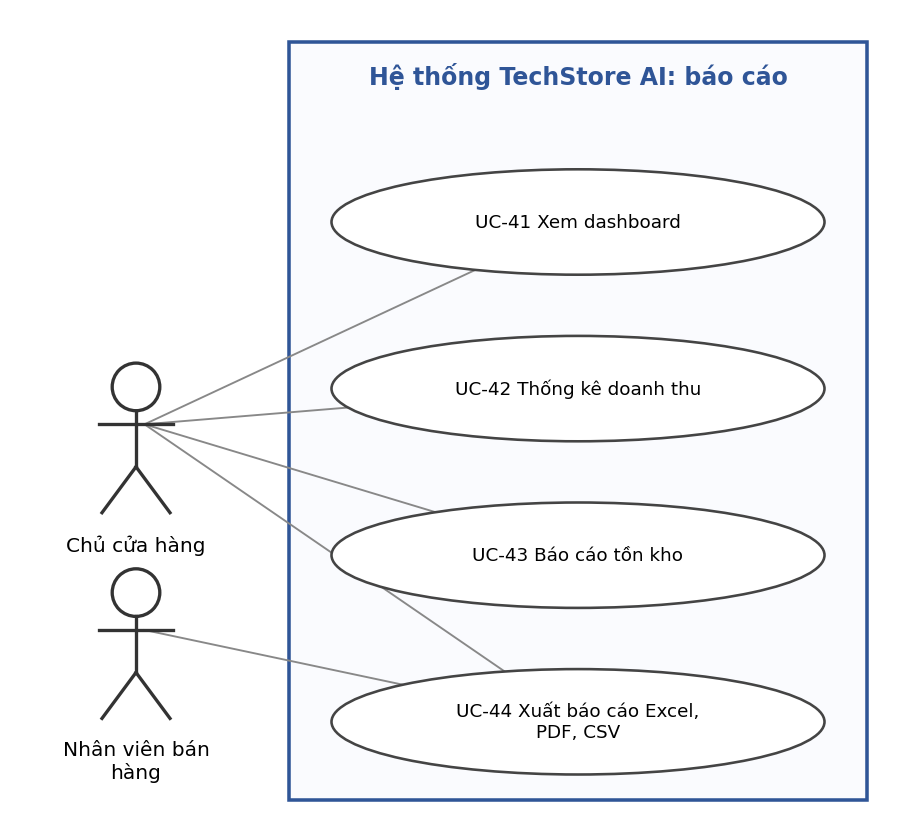 Hệ thống TechStore AI: báo cáo
UC-41 Xem dashboard
UC-42 Thống kê doanh thu
Chủ cửa hàng
UC-43 Báo cáo tồn kho
UC-44 Xuất báo cáo Excel,
PDF, CSV
Nhân viên bán
hàng